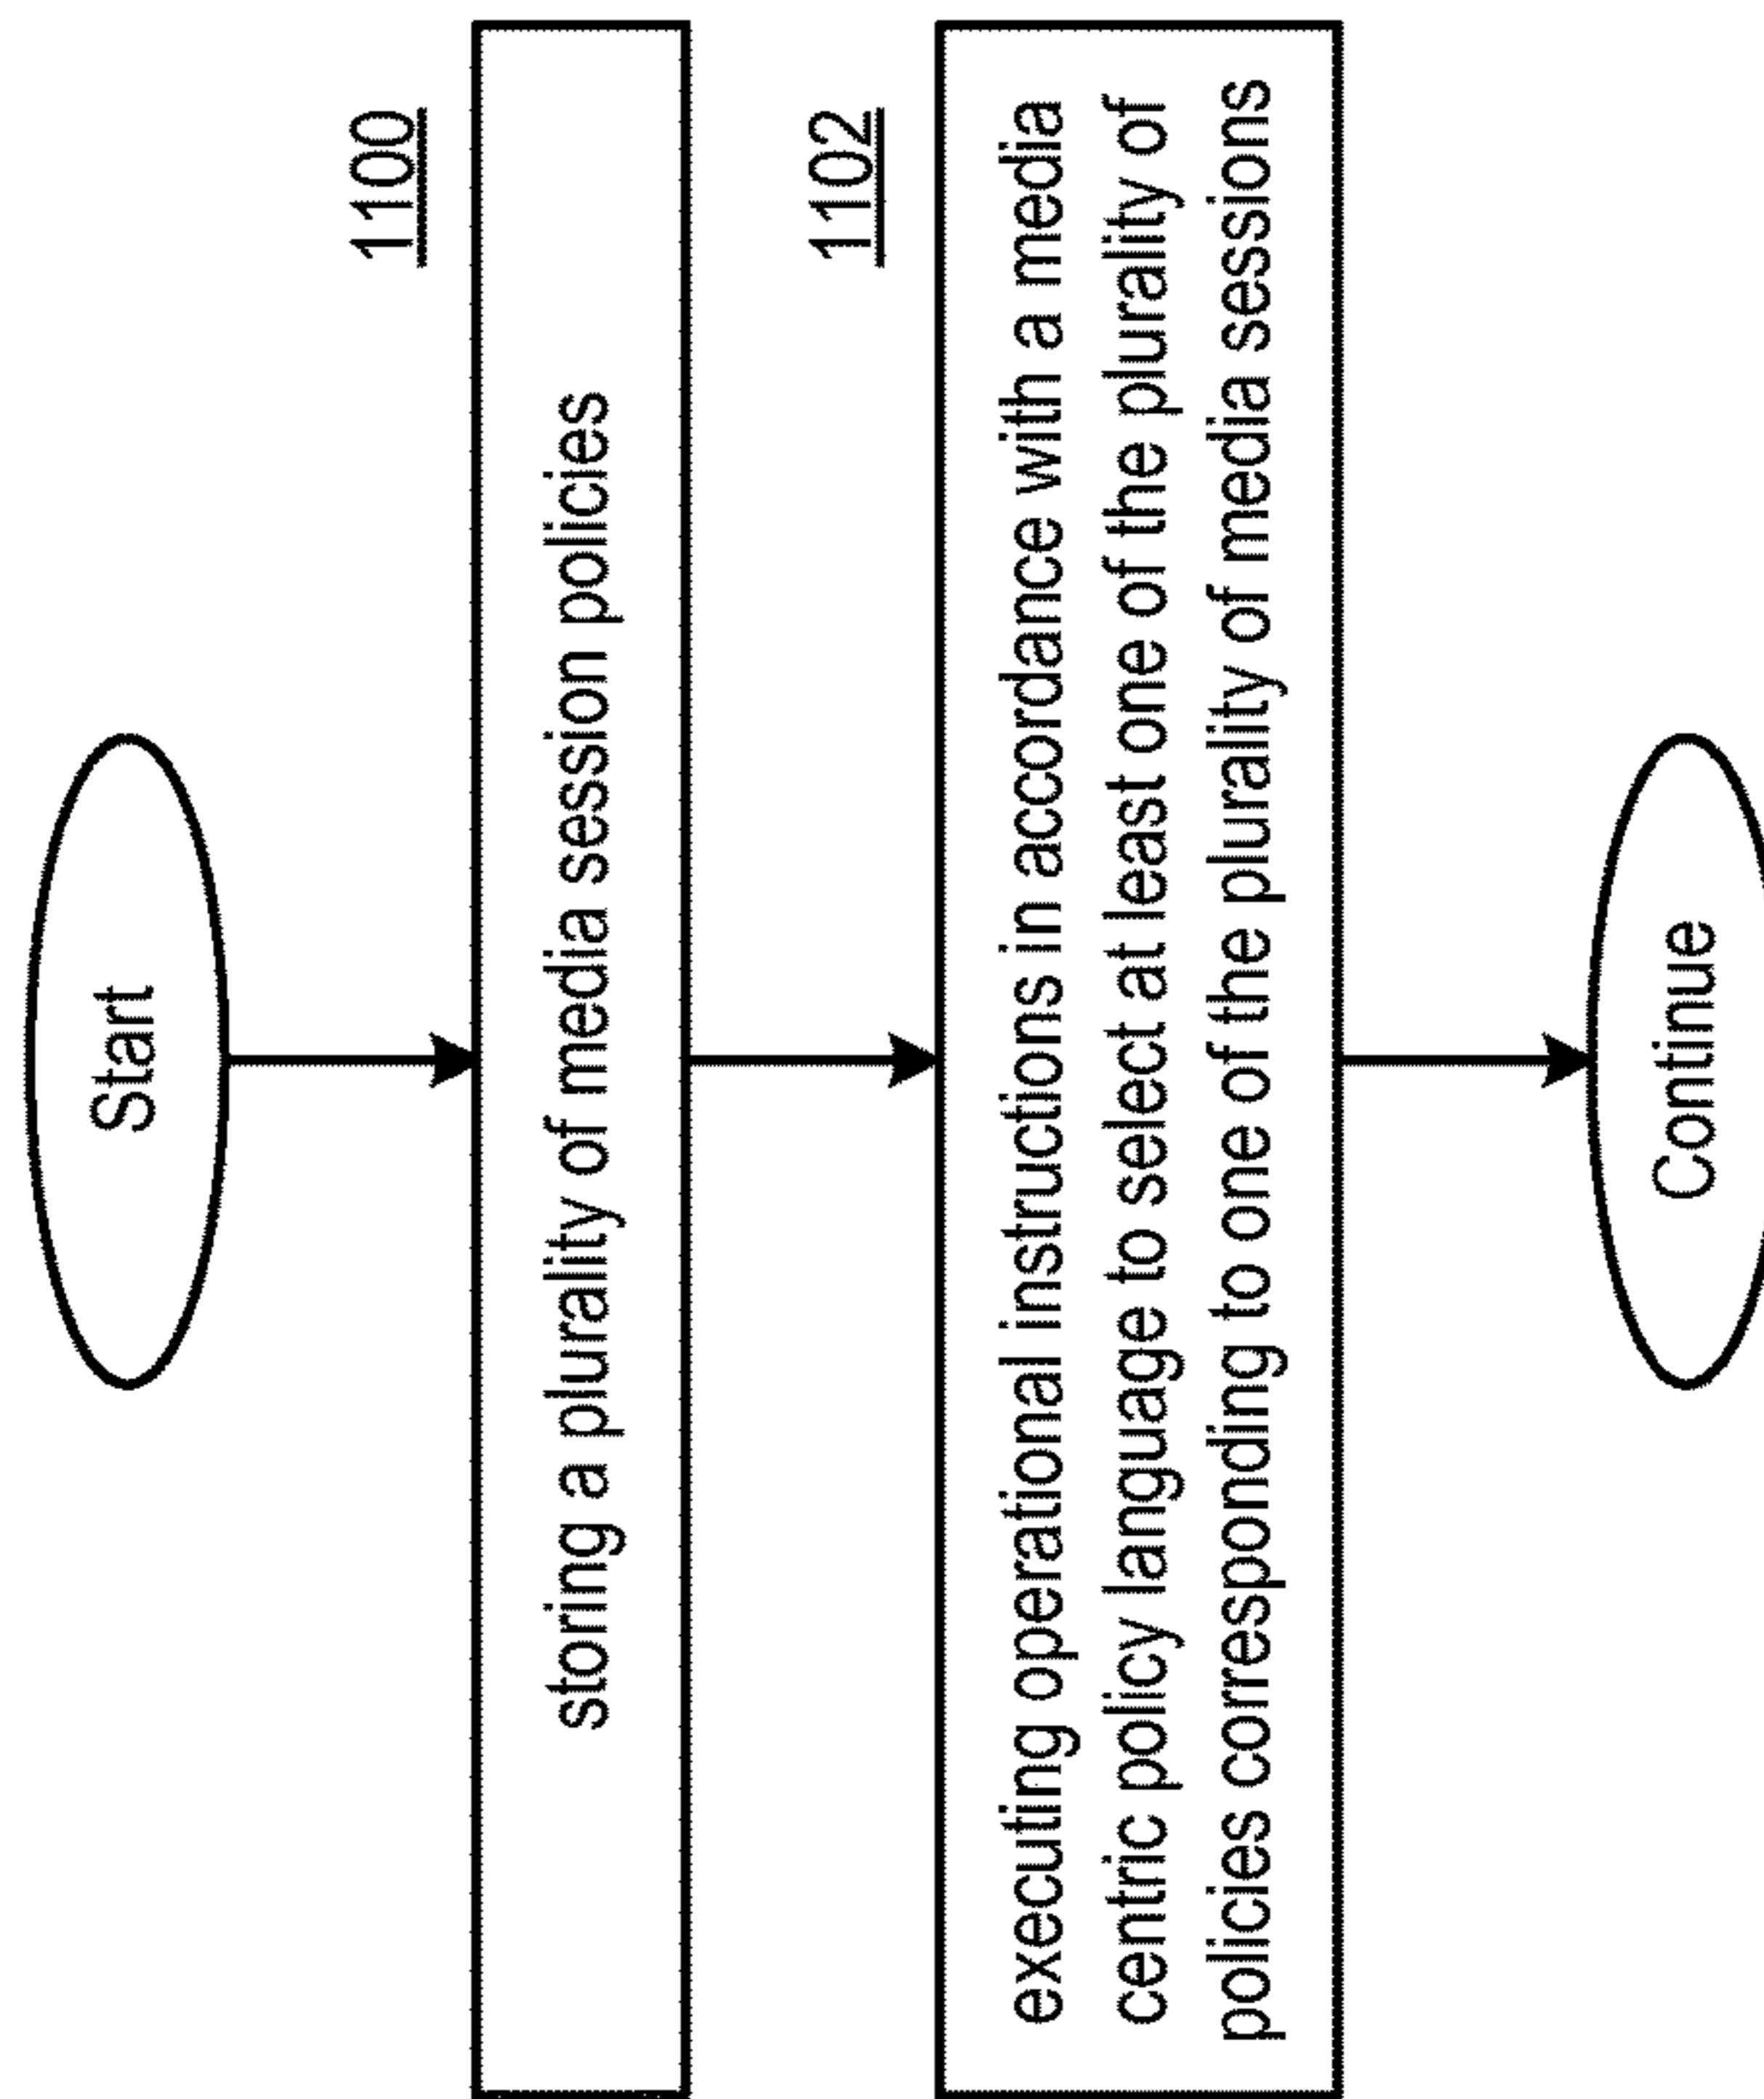 Start
1100
storing a plurality of media session policies
1102
executing operational instructions in accordance with a media
centric policy language to select at least one of the plurality of
policies corresponding to one of the plurality of media sessions
Continue